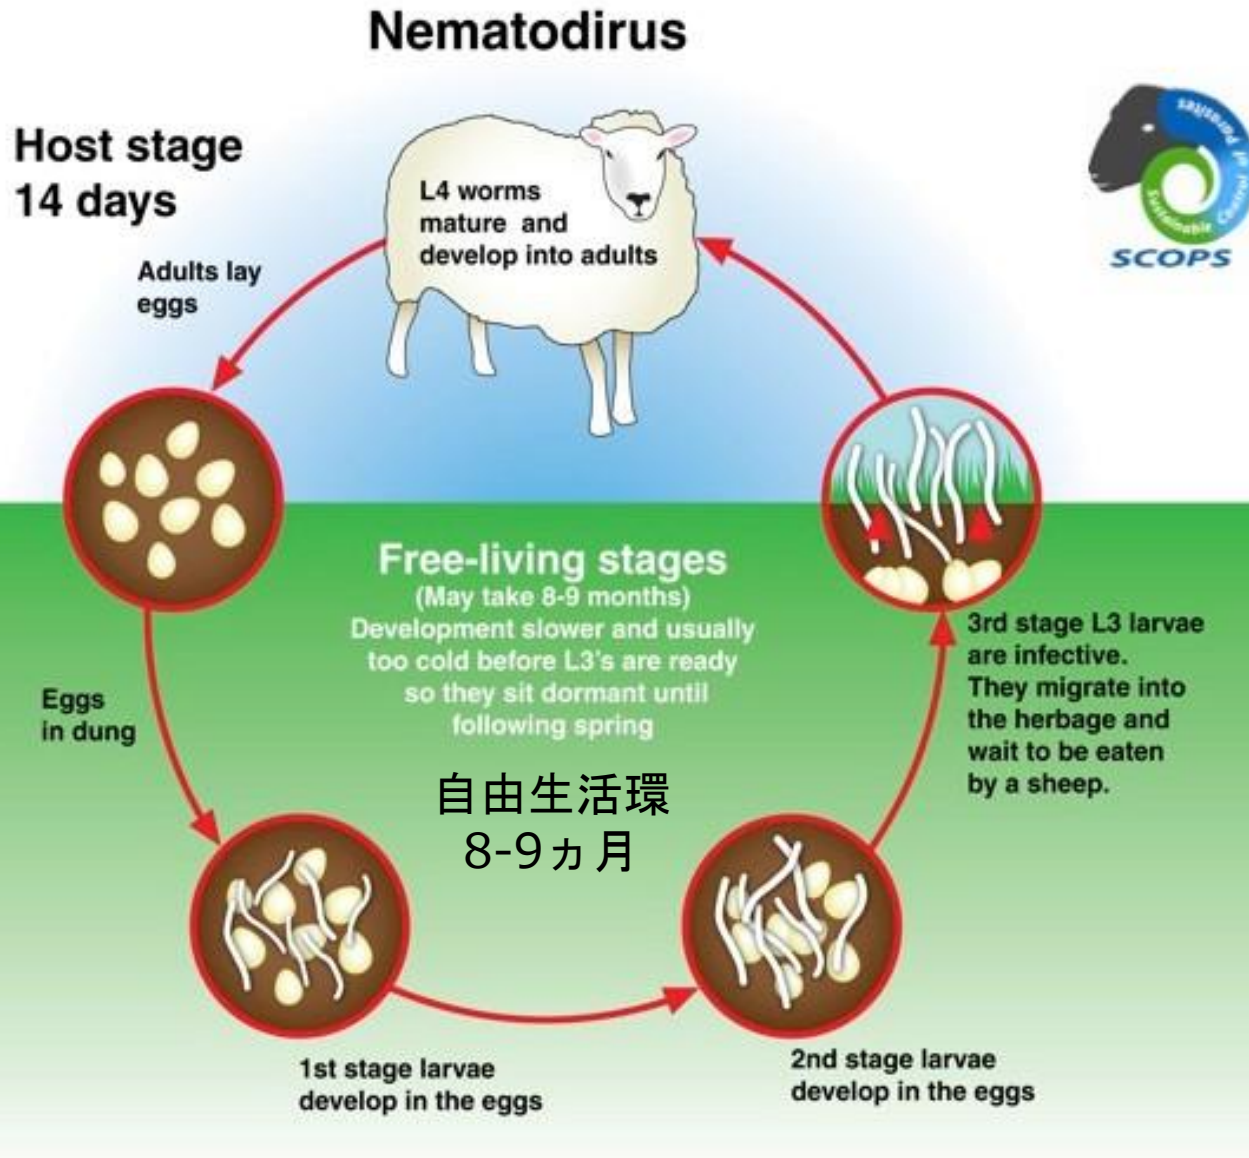 Nematodirus
Host stage
14 days
L4 worms
mature and
develop into adults
Sustainable Control of Parasites
SCOPS
Adults lay
eggs
Free-living stages
(May take 8-9 months)
Development slower and usually
too cold before L3's are ready
so they sit dormant until
following spring
3rd stage L3 larvae
are infective.
They migrate into
the herbage and
wait to be eaten
by a sheep.
Eggs
in dung
自由生活環
8-9ヵ月
1st stage larvae
develop in the eggs
2nd stage larvae
develop in the eggs